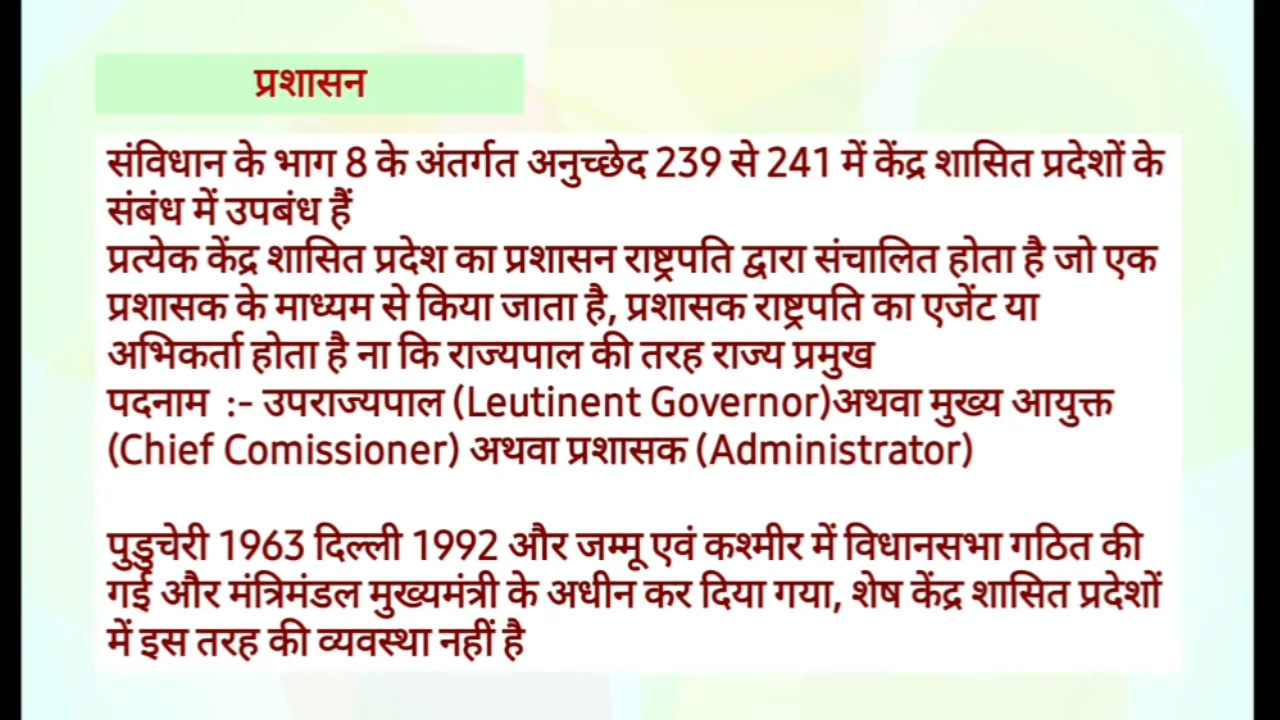 प्रशासन
संविधान के भाग 8 के अंतर्गत अनुच्छेद 239 से 241 में केंद्र शासित प्रदेशों के
संबंध में उपबंध हैं
प्रत्येक केंद्र शासित प्रदेश का प्रशासन राष्ट्रपति द्वारा संचालित होता है जो एक
प्रशासक के माध्यम से किया जाता है, प्रशासक राष्ट्रपति का एजेंट या
अभिकर्ता होता है ना कि राज्यपाल की तरह राज्य प्रमुख
पदनाम :- उपराज्यपाल (Leutinent Governor)अथवा मुख्य आयुक्त
(Chief Comissioner) अथवा प्रशासक (Administrator)
पुडुचेरी 1963 दिल्ली 1992 और जम्मू एवं कश्मीर में विधानसभा गठित की
गई और मंत्रिमंडल मुख्यमंत्री के अधीन कर दिया गया, शेष केंद्र शासित प्रदेशों
में इस तरह की व्यवस्था नहीं है